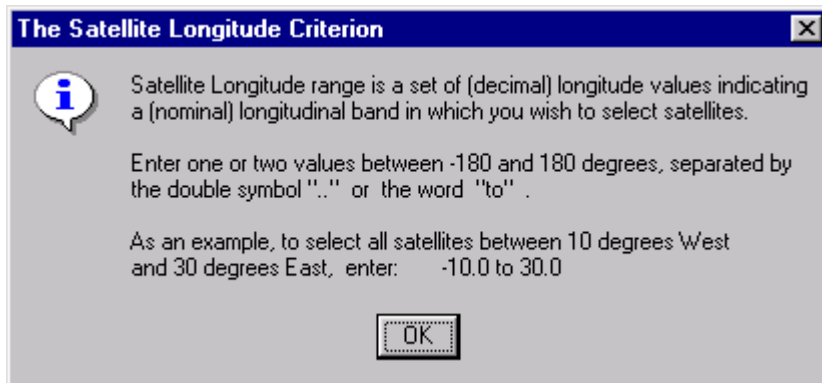 The Satellite Longitude Criterion
Satellite Longitude range is a set of (decimal) longitude values indicating
a (nominal) longitudinal band in which you wish to select satellites.
Enter one or two values between -180 and 180 degrees, separated by
the double symbol ".." or the word "to" .
As an example, to select all satellites between 10 degrees West
and 30 degrees East, enter: -10.0 to 30.0
OK